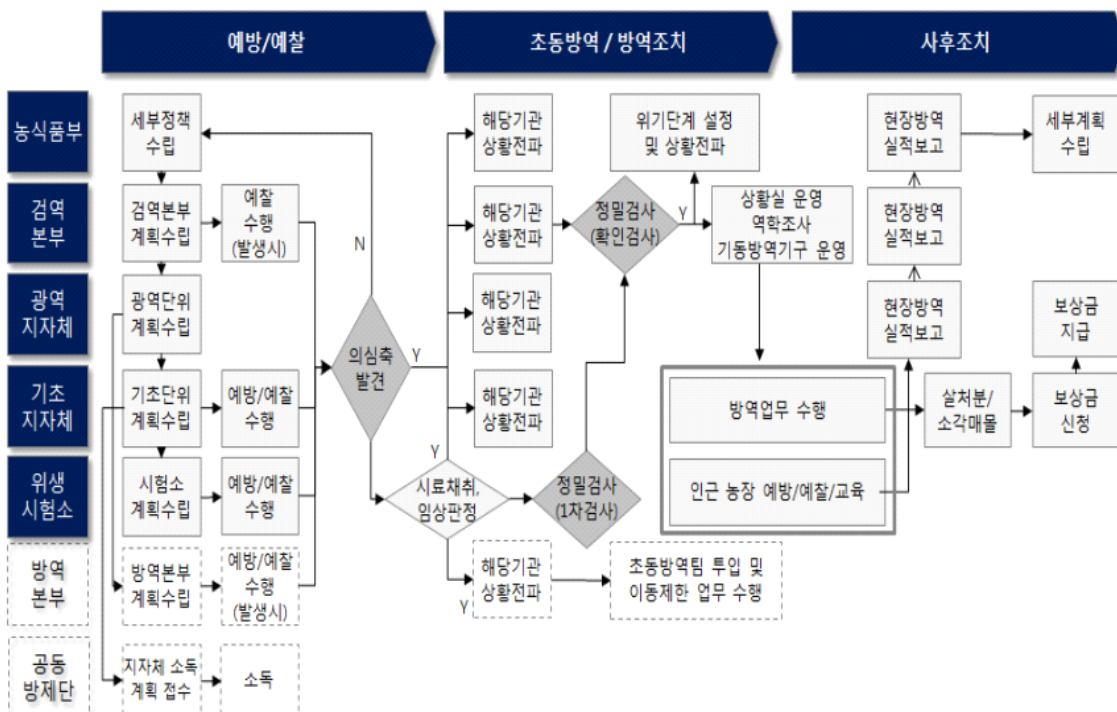 예방/예찰
초동방역 / 방역조치
사후조치
농식품부
세부정책
수립
해당기관
상황전파
위기단계 설정
및 상황전파
현장방역
실적보고
세부계획
수립
검역
본부
검역본부
계획수립
예찰
수행
(발생시)
N
해당기관
상황전파
정밀검사
(확인검사)
Y
상황실 운영
역학조사
기동방역기구 운영
현장방역
실적보고
광역
지자체
광역단위
계획수립
의심축
발견
Y
해당기관
상황전파
현장방역
실적보고
보상금
지급
기초
지자체
기초단위
계획수립
예방/예찰
수행
해당기관
상황전파
방역업무 수행
살처분/
소각매몰
보상금
신청
위생
시험소
시험소
계획수립
예방/예찰
수행
Y
시료채취,
임상판정
정밀검사
(1차검사)
인근 농장 예방/예찰/교육
방역
본부
방역본부
계획수립
예방/예찰
수행
(발생시)
Y
해당기관
상황전파
초동방역팀 투입 및
이동제한 업무 수행
공동
방제단
지자체 소독
계획 접수
소독